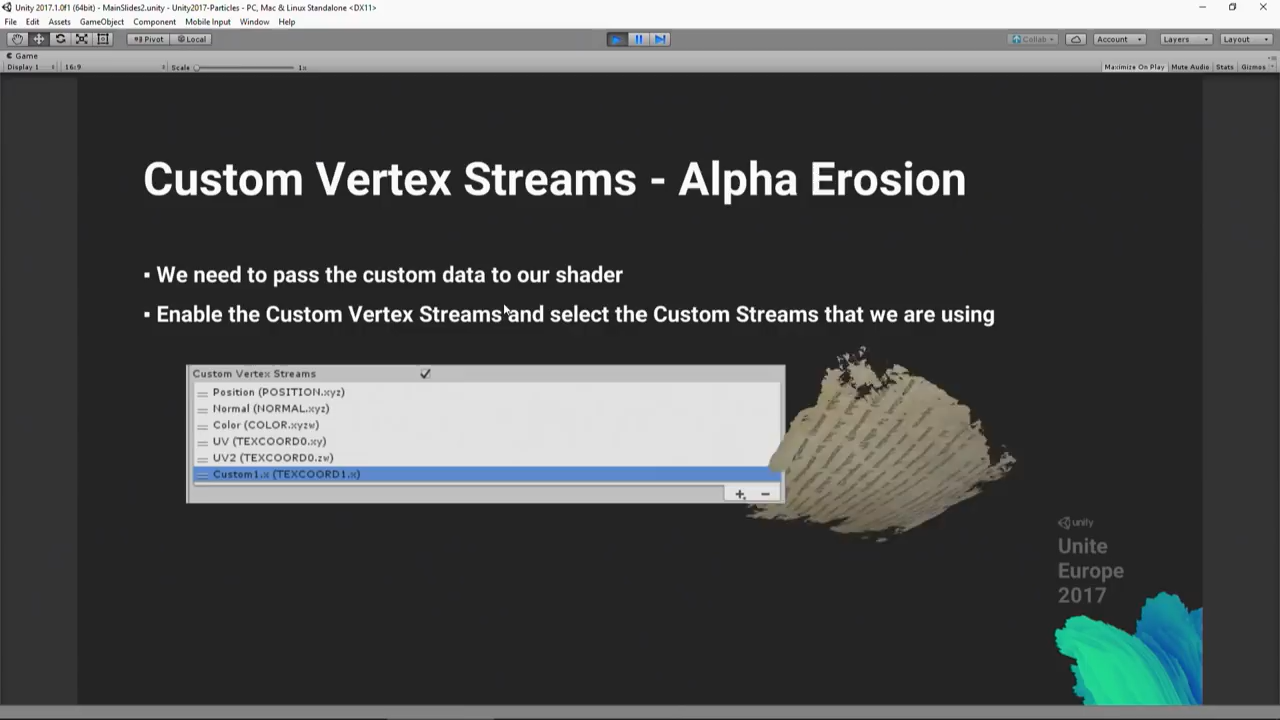 Unity 2017.1.0f1 (64bit) - MainSlides2.unity - Unity2017-Particles - PC, Mac & Linux Standalone <DX11>
File Edit Assets GameObject Component Mobile Input Window Help
Pivot Local Collab Account Layers Layout
Game
Display 1 16:9 Scale 1x Maximize On Play Mute Audio Stats Gizmos
Custom Vertex Streams - Alpha Erosion
▪ We need to pass the custom data to our shader
▪ Enable the Custom Vertex Streams and select the Custom Streams that we are using
Custom Vertex Streams
Position (POSITION.xyz)
Normal (NORMAL.xyz)
Color (COLOR.xyzw)
UV (TEXCOORD0.xy)
UV2 (TEXCOORD0.zw)
Custom1.x (TEXCOORD1.x)
unify
Unite
Europe
2017